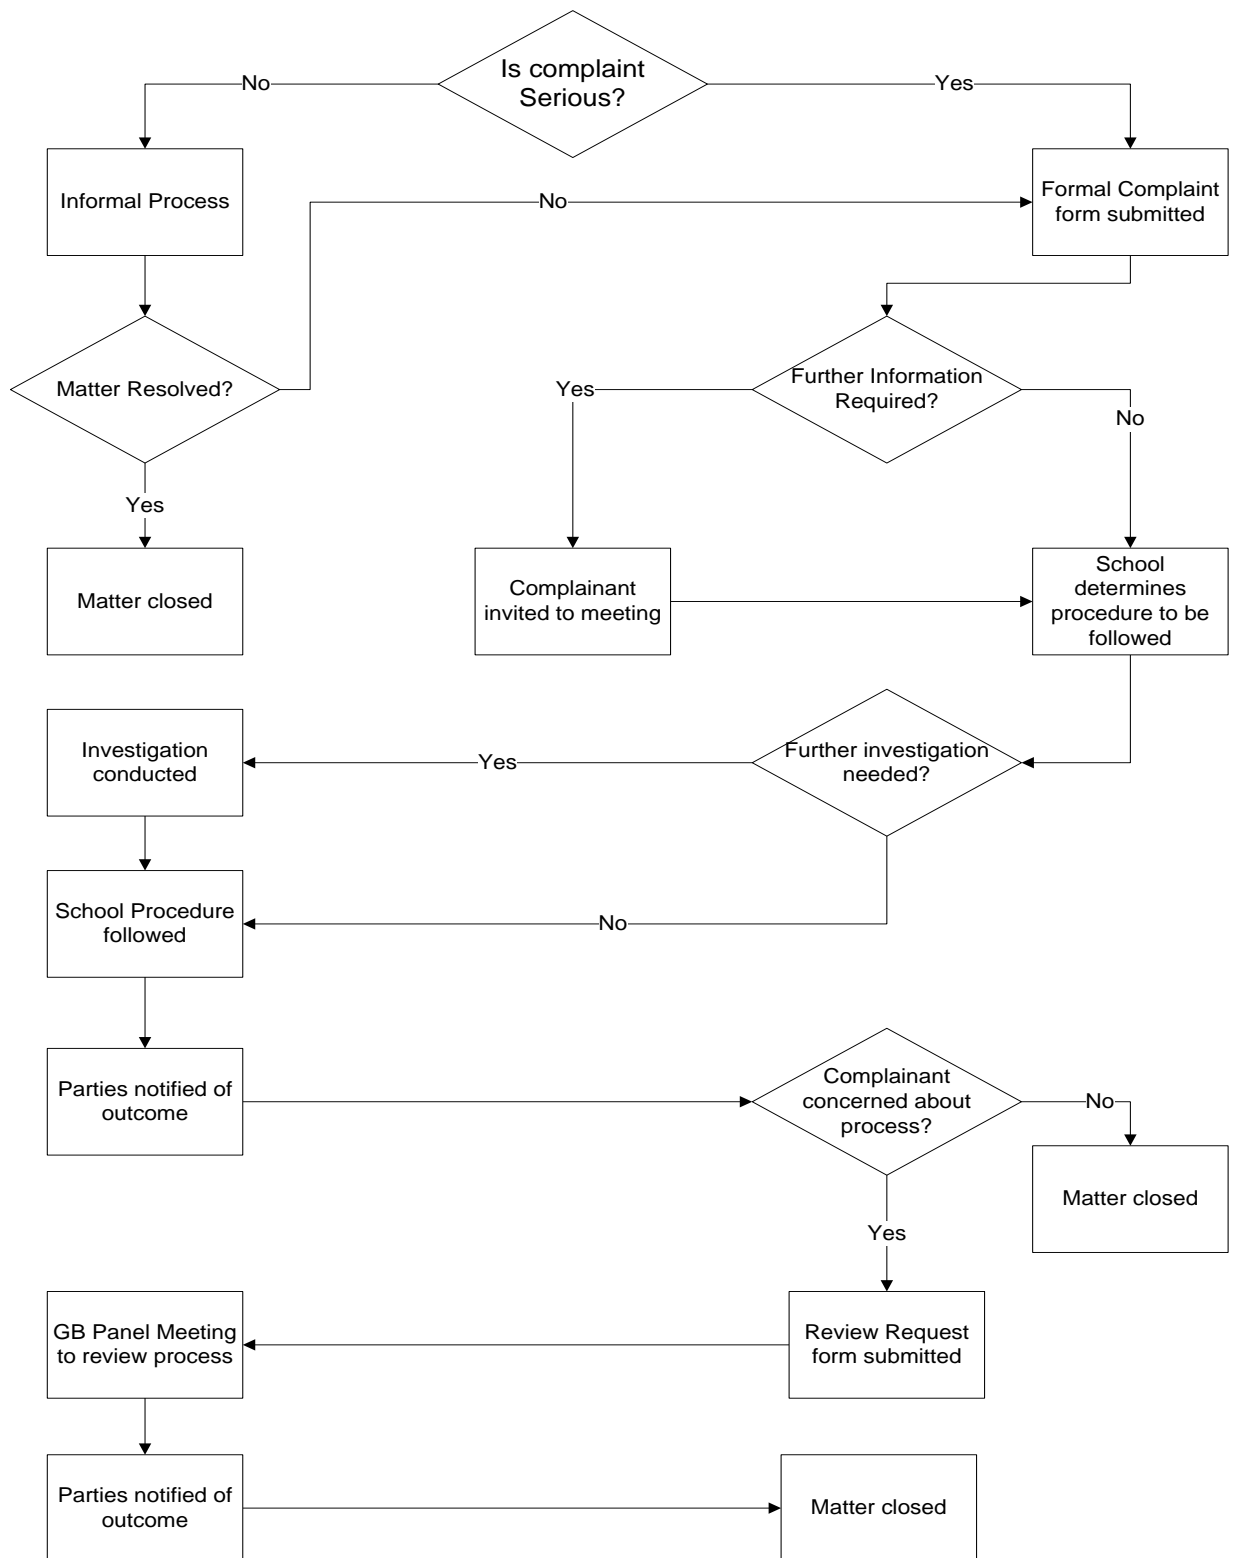 Is complaint
Serious?
No
Yes
Informal Process
Formal Complaint
form submitted
No
Matter Resolved?
Further Information
Required?
Yes
No
Yes
Matter closed
Complainant
invited to meeting
School
determines
procedure to be
followed
Investigation
conducted
Yes
Further investigation
needed?
School Procedure
followed
No
Parties notified of
outcome
Complainant
concerned about
process?
No
Matter closed
Yes
GB Panel Meeting
to review process
Review Request
form submitted
Parties notified of
outcome
Matter closed